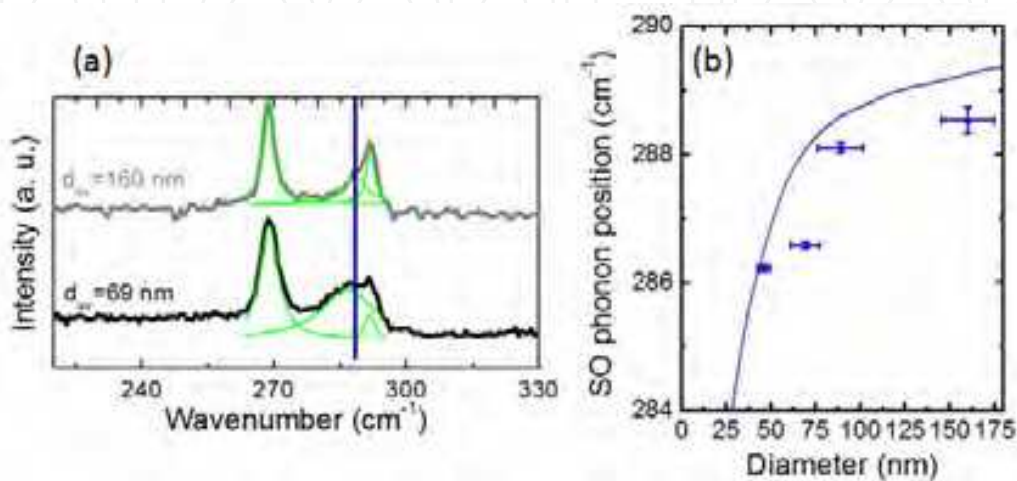 (a)
Intensity (a. u.)
=160 nm
=69 nm
240
270
300
330
Wavenumber (cm⁻¹)
(b)
SO phonon position (cm⁻¹)
290
288
286
284
0
25
50
75
100
125
150
175
Diameter (nm)